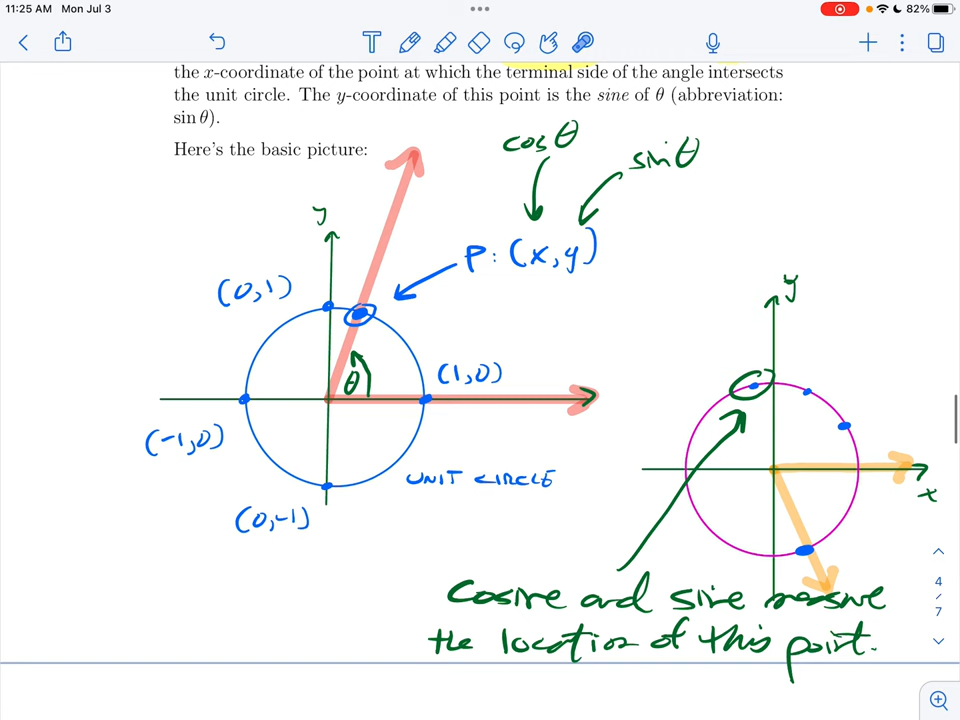 11:25 AM Mon Jul 3
82%
T
the x-coordinate of the point at which the terminal side of the angle intersects
the unit circle. The y-coordinate of this point is the sine of θ (abbreviation:
sin θ).
Here's the basic picture:
cos θ
sin θ
y
P: (x,y)
(0,1)
y
θ
(1,0)
(-1,0)
UNIT CIRCLE
x
(0,-1)
Cosine and sine measure
the location of this point.
4
/
7